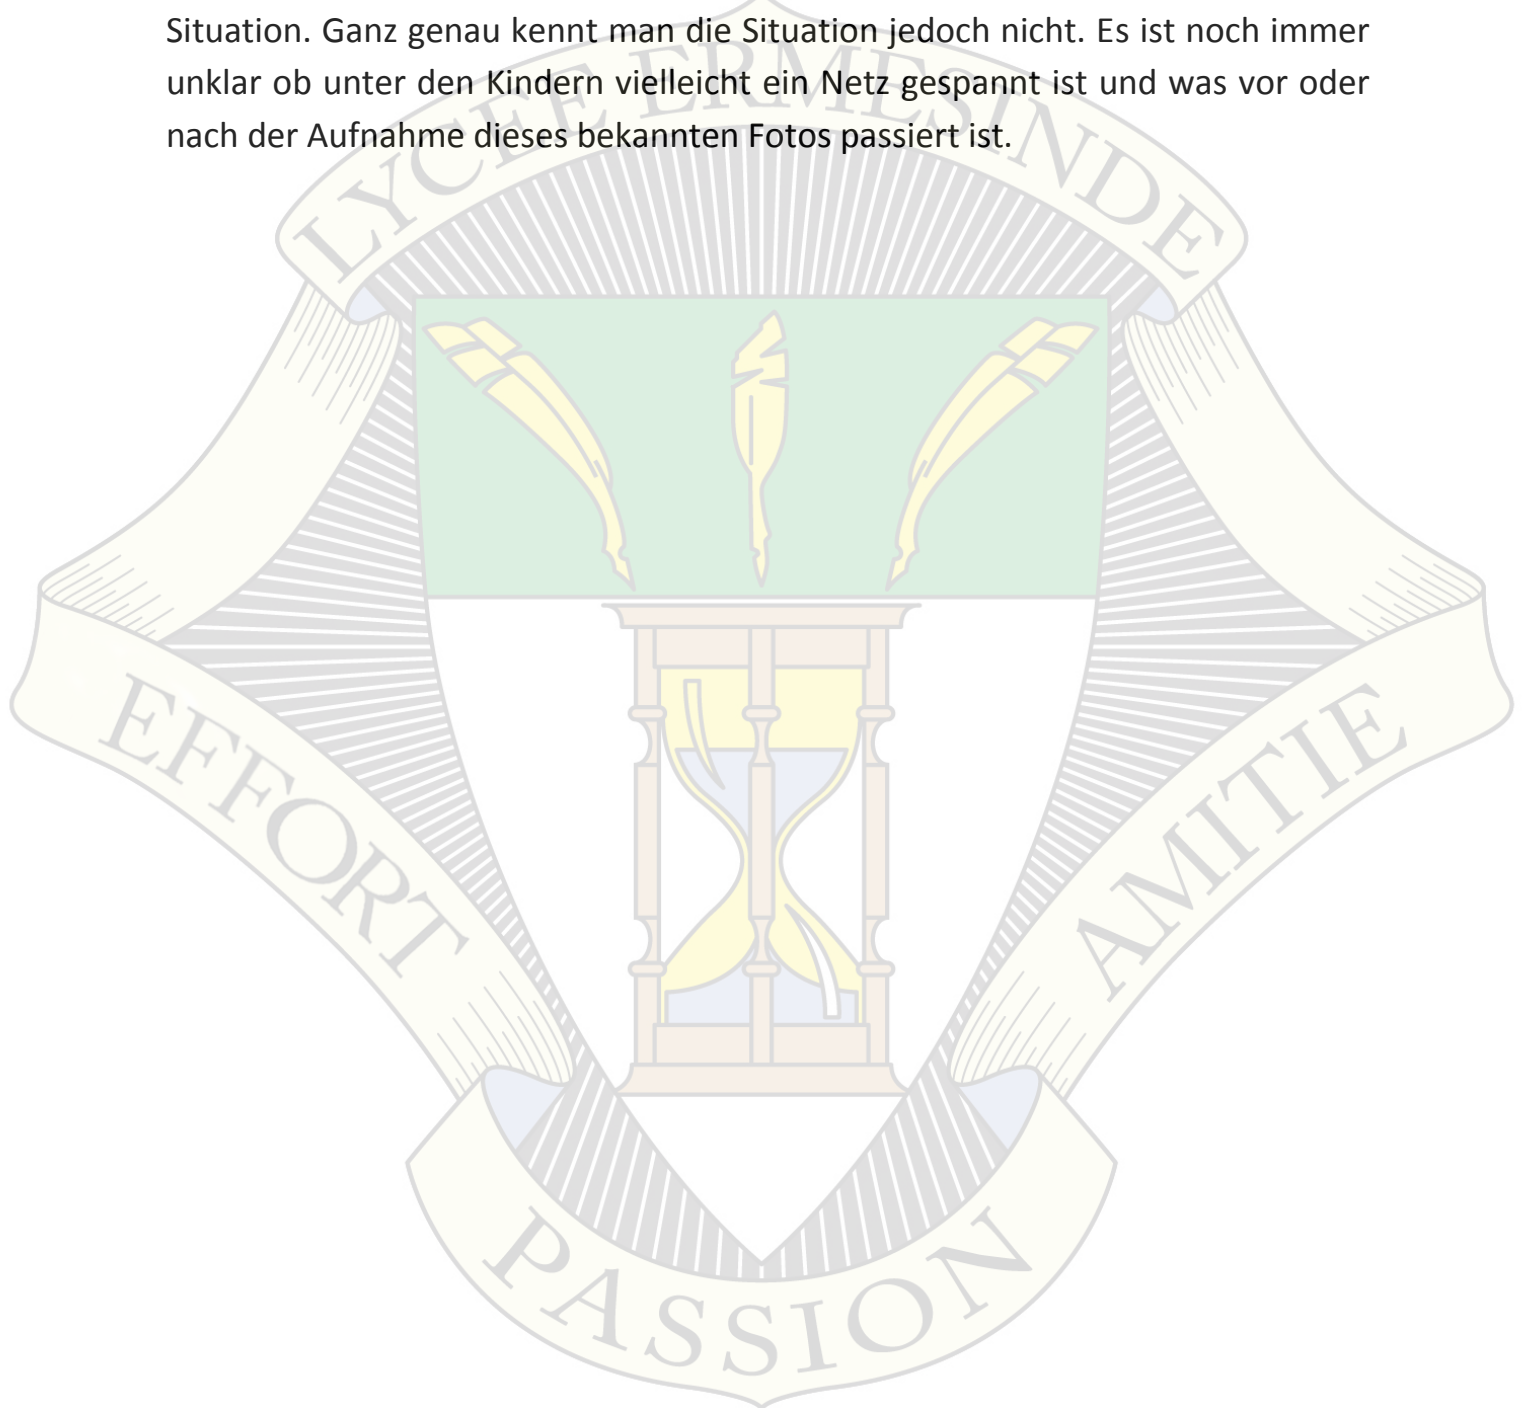 Situation. Ganz genau kennt man die Situation jedoch nicht. Es ist noch immer
unklar ob unter den Kindern vielleicht ein Netz gespannt ist und was vor oder
nach der Aufnahme dieses bekannten Fotos passiert ist.
LYCEE ERMESINDE
EFFORT
AMITIE
PASSION